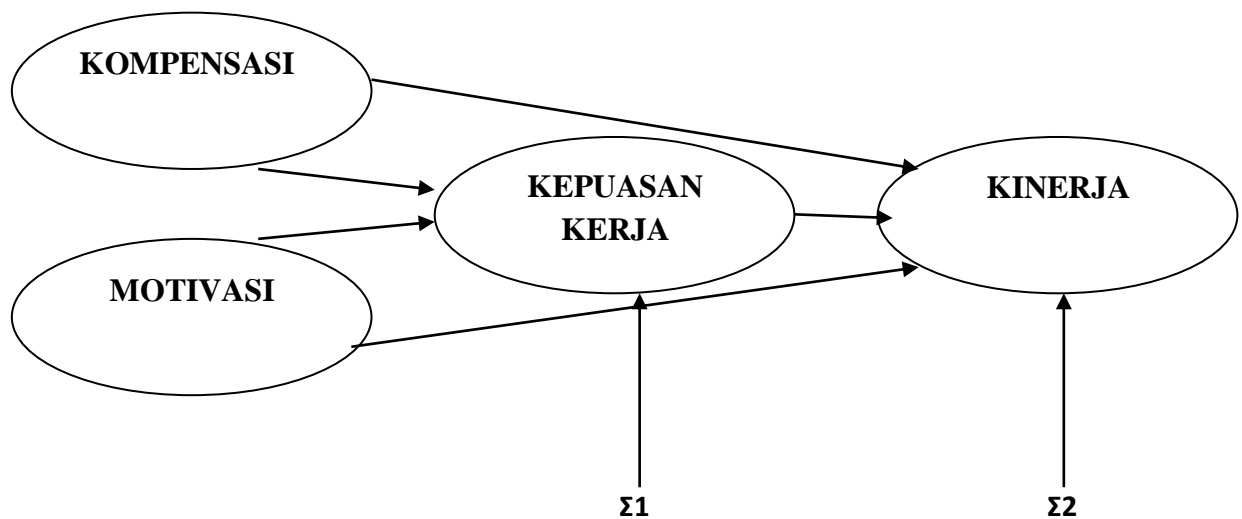 KOMPENSASI
KEPUASAN
KERJA
KINERJA
MOTIVASI
Σ1
Σ2